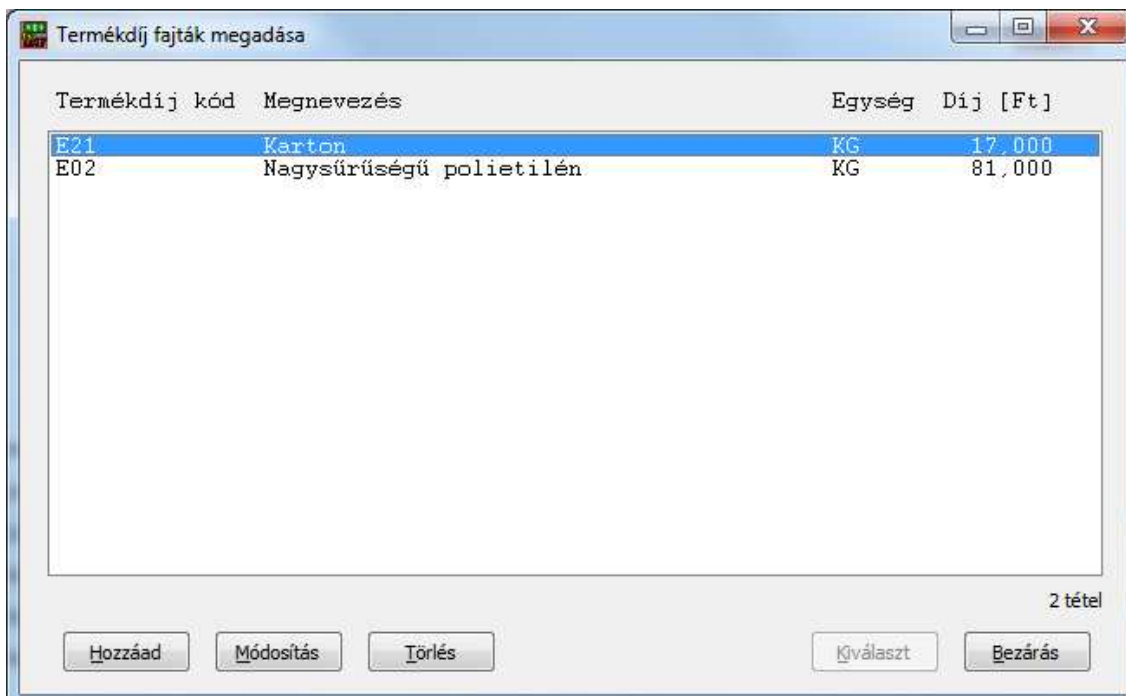 Termékdíj fajták megadása
Termékdíj kód Megnevezés Egység Díj [Ft]
E21 Karton KG 17,000
E02 Nagysűrűségű polietilén KG 81,000
2 tétel
Hozzáad Módosítás Törlés Kiválaszt Bezárás